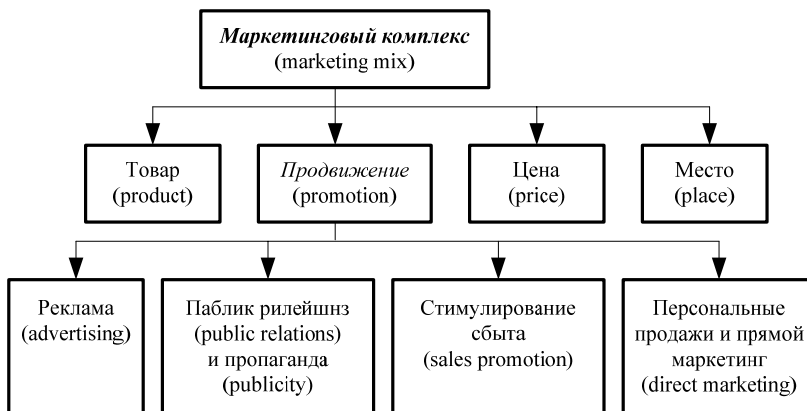 Маркетинговый комплекс
(marketing mix)
Товар
(product)
Продвижение
(promotion)
Цена
(price)
Место
(place)
Реклама
(advertising)
Паблик рилейшнз
(public relations)
и пропаганда
(publicity)
Стимулирование
сбыта
(sales promotion)
Персональные
продажи и прямой
маркетинг
(direct marketing)